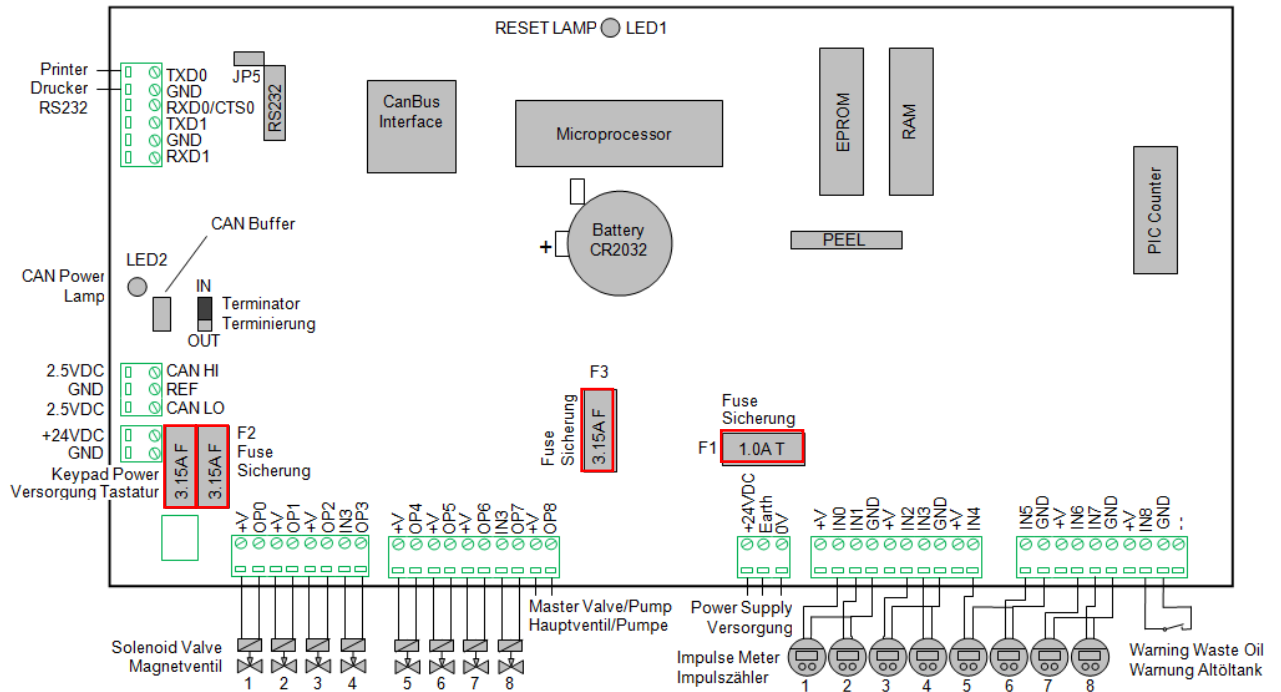 RESET LAMP LED1
Printer
Drucker
RS232
TXD0
GND
RXD0/CTS0
TXD1
GND
RXD1
JP5
RS232
CanBus
Interface
Microprocessor
EPROM
RAM
PIC Counter
PEEL
+
Battery
CR2032
CAN Buffer
LED2
CAN Power
Lamp
IN
Terminator
Terminierung
OUT
2.5VDC
GND
2.5VDC
CAN HI
REF
CAN LO
+24VDC
GND
Keypad Power
Versorgung Tastatur
3.15A F
3.15A F
F2
Fuse
Sicherung
F3
Fuse
Sicherung
3.15A F
Fuse
Sicherung
F1
1.0A T
+V
OP0
+V
OP1
+V
OP2
IN3
OP3
+V
OP4
+V
OP5
+V
OP6
IN3
OP7
+V
OP8
+24VDC
Earth
0V
+V
IN0
IN1
GND
+V
IN2
IN3
GND
+V
IN4
IN5
GND
+V
IN6
IN7
GND
+V
IN8
GND
- -
Solenoid Valve
Magnetventil
1 2 3 4
5 6 7 8
Master Valve/Pump
Hauptventil/Pumpe
Power Supply
Versorgung
Impulse Meter
Impulszähler
1 2 3 4 5 6 7 8
Warning Waste Oil
Warnung Altöltank